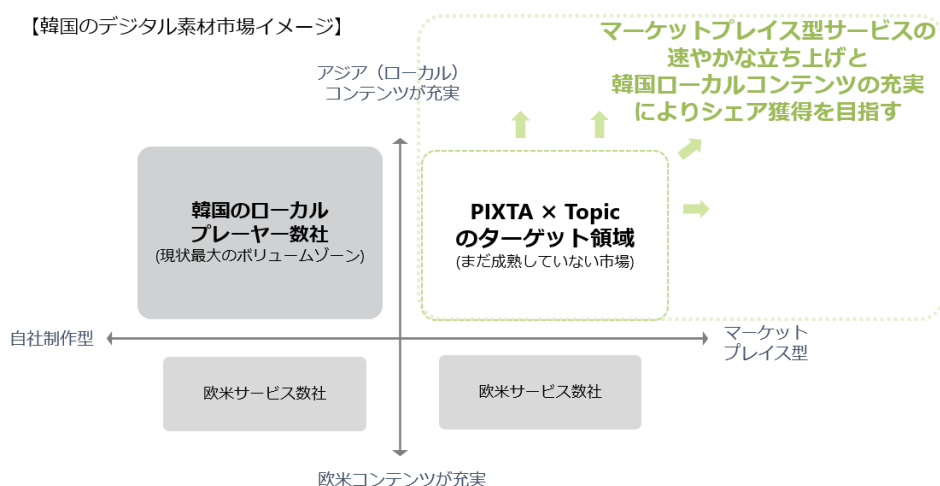 【韓国のデジタル素材市場イメージ】
マーケットプレイス型サービスの
速やかな立ち上げと
韓国ローカルコンテンツの充実
によりシェア獲得を目指す
アジア（ローカル）
コンテンツが充実
韓国のローカル
プレーヤー数社
(現状最大のボリュームゾーン)
PIXTA × Topic
のターゲット領域
(まだ成熟していない市場)
自社制作型
マーケット
プレイス型
欧米サービス数社
欧米サービス数社
欧米コンテンツが充実